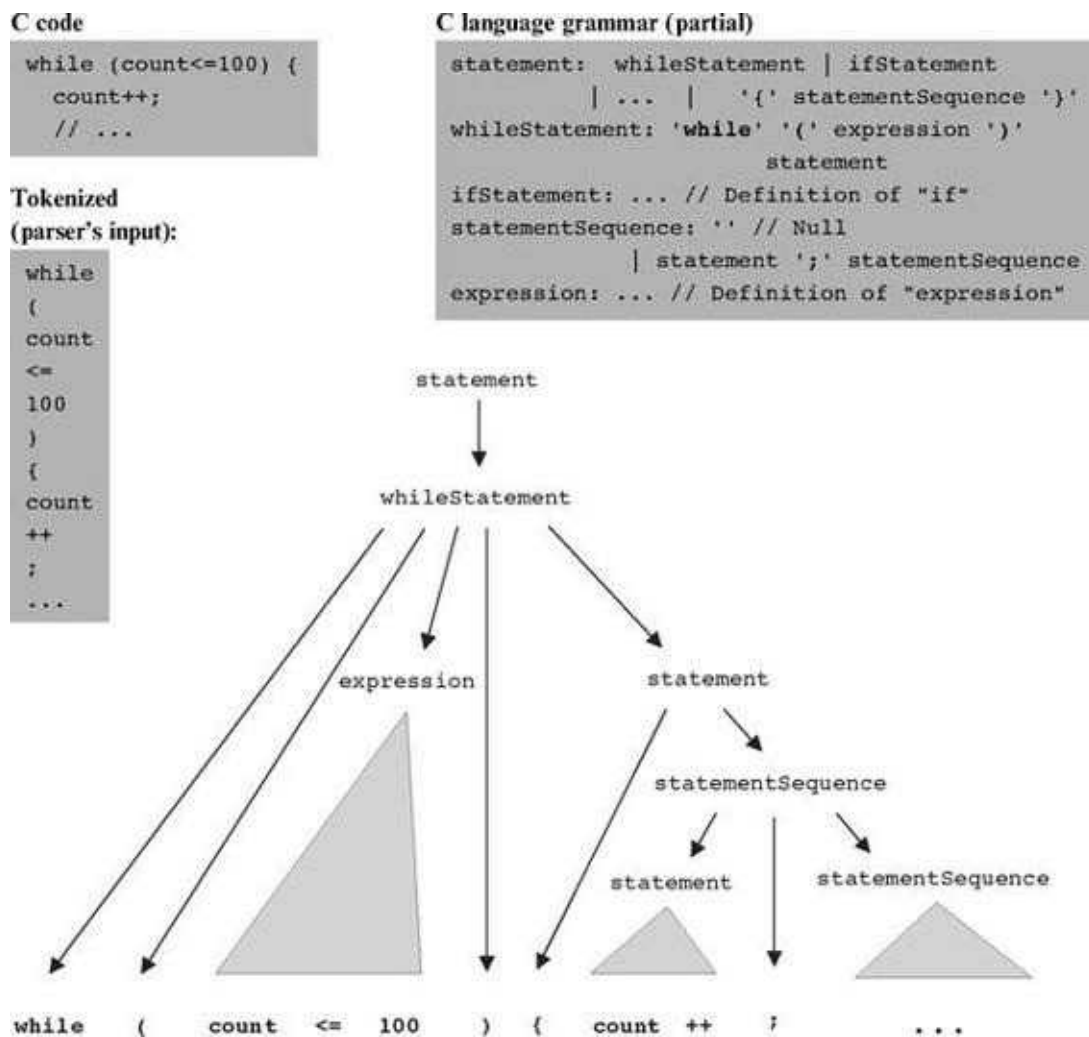 C code
while (count<=100) {
count++;
// ...
C language grammar (partial)
statement: whileStatement | ifStatement
| ... | '{' statementSequence '}'
whileStatement: 'while' '(' expression ')'
statement
ifStatement: ... // Definition of "if"
statementSequence: '' // Null
| statement ';' statementSequence
expression: ... // Definition of "expression"
Tokenized
(parser's input):
while
(
count
<=
100
)
{
count
++
;
...
statement
whileStatement
expression
statement
statementSequence
statement
statementSequence
while ( count <= 100 ) { count ++ ; ...